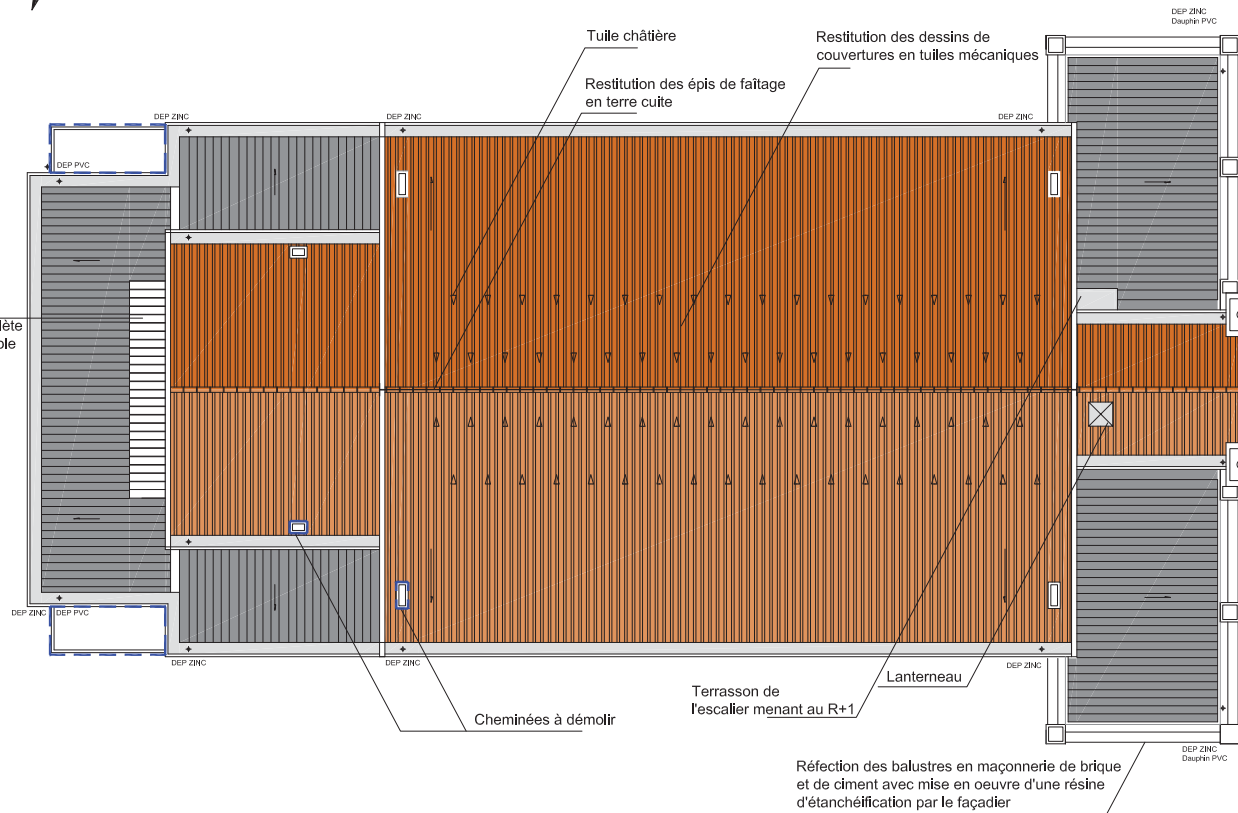 DEP ZINC
Dauphin PVC
Tuile châtière
Restitution des dessins de
couvertures en tuiles mécaniques
Restitution des épis de faîtage
en terre cuite
DEP ZINC
DEP ZINC
DEP ZINC
DEP PVC
DEP ZINC
DEP PVC
DEP ZINC
DEP ZINC
DEP ZINC
Lanterneau
Terrasson de
l'escalier menant au R+1
Cheminées à démolir
DEP ZINC
Dauphin PVC
Réfection des balustres en maçonnerie de brique
et de ciment avec mise en oeuvre d'une résine
d'étanchéification par le façadier